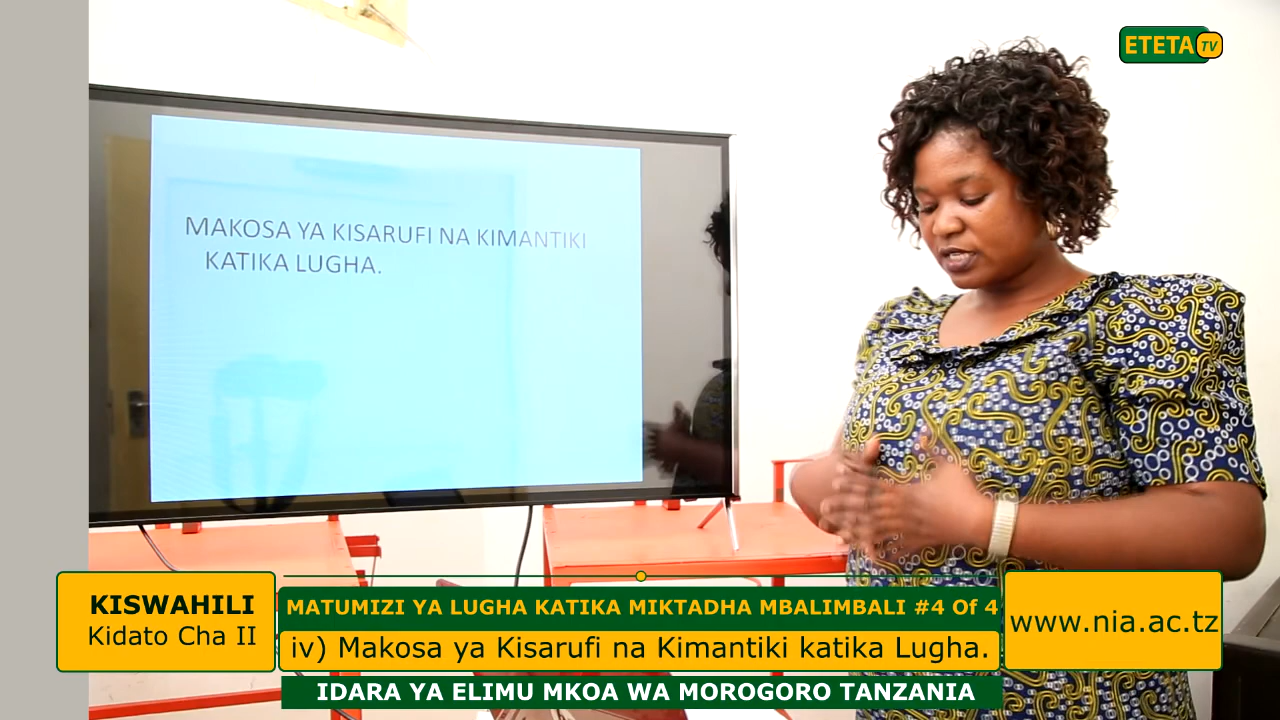 ETETA TV
MAKOSA YA KISARUFI NA KIMANTIKI
KATIKA LUGHA.
KISWAHILI
Kidato Cha II
MATUMIZI YA LUGHA KATIKA MIKTADHA MBALIMBALI #4 Of 4
iv) Makosa ya Kisarufi na Kimantiki katika Lugha.
www.nia.ac.tz
IDARA YA ELIMU MKOA WA MOROGORO TANZANIA